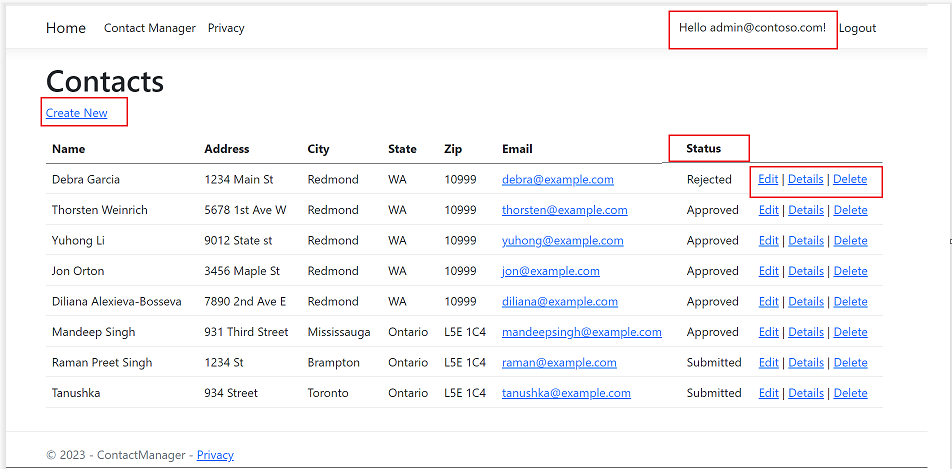 Home Contact Manager Privacy Hello admin@contoso.com! Logout
Contacts
Create New
Name Address City State Zip Email Status
Debra Garcia 1234 Main St Redmond WA 10999 debra@example.com Rejected Edit | Details | Delete
Thorsten Weinrich 5678 1st Ave W Redmond WA 10999 thorsten@example.com Approved Edit | Details | Delete
Yuhong Li 9012 State st Redmond WA 10999 yuhong@example.com Approved Edit | Details | Delete
Jon Orton 3456 Maple St Redmond WA 10999 jon@example.com Approved Edit | Details | Delete
Diliana Alexieva-Bosseva 7890 2nd Ave E Redmond WA 10999 diliana@example.com Approved Edit | Details | Delete
Mandeep Singh 931 Third Street Mississauga Ontario L5E 1C4 mandeepsingh@example.com Approved Edit | Details | Delete
Raman Preet Singh 1234 St Brampton Ontario L5E 1C4 raman@example.com Submitted Edit | Details | Delete
Tanushka 934 Street Toronto Ontario L5E 1C4 tanushka@example.com Submitted Edit | Details | Delete
© 2023 - ContactManager - Privacy